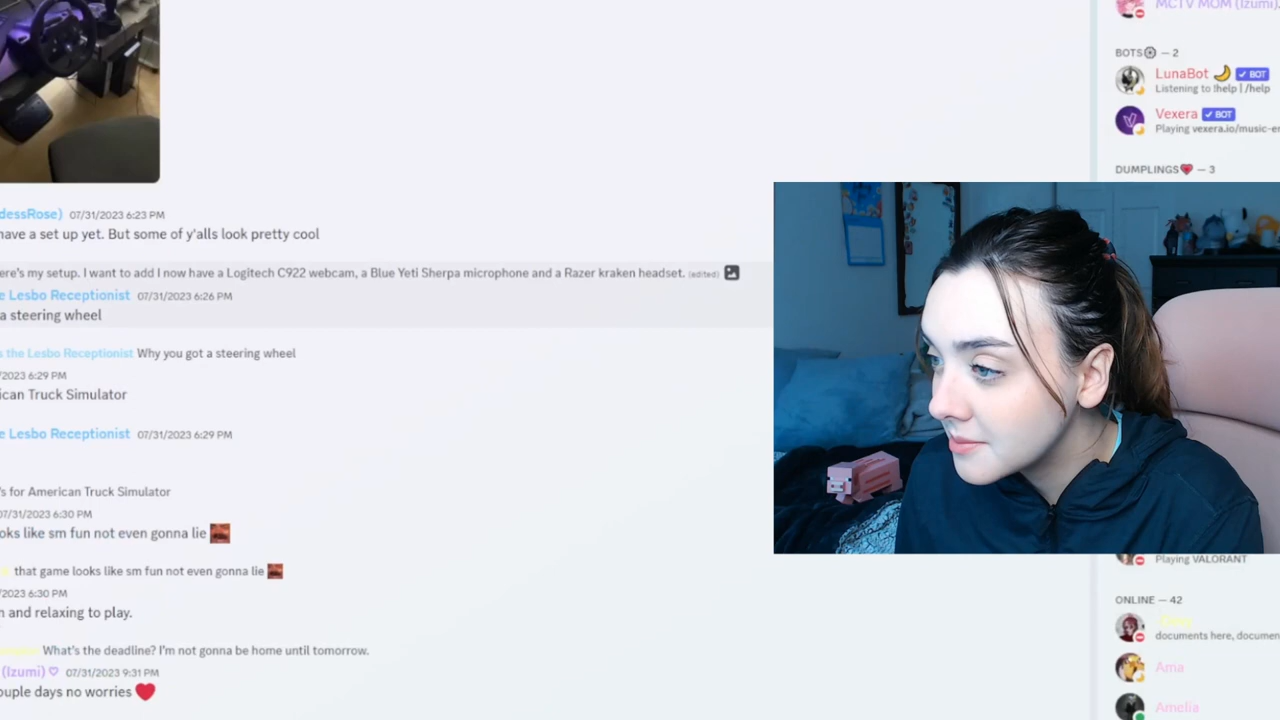 dessRose) 07/31/2023 6:23 PM
have a set up yet. But some of y'alls look pretty cool
ere's my setup. I want to add I now have a Logitech C922 webcam, a Blue Yeti Sherpa microphone and a Razer kraken headset. (edited)
e Lesbo Receptionist 07/31/2023 6:26 PM
a steering wheel
s the Lesbo Receptionist Why you got a steering wheel
/2023 6:29 PM
ican Truck Simulator
e Lesbo Receptionist 07/31/2023 6:29 PM
's for American Truck Simulator
07/31/2023 6:30 PM
oks like sm fun not even gonna lie
that game looks like sm fun not even gonna lie
/2023 6:30 PM
n and relaxing to play.
What's the deadline? I'm not gonna be home until tomorrow.
(Izumi) ♡ 07/31/2023 9:31 PM
ouple days no worries ❤
MCTV MOM (Izumi)
BOTS — 2
LunaBot 🌙 ✓ BOT
Listening to !help | /help
Vexera ✓ BOT
Playing vexera.io/music-e
DUMPLINGS — 3
Playing VALORANT
ONLINE — 42
documents here, documen
Ama
Amelia